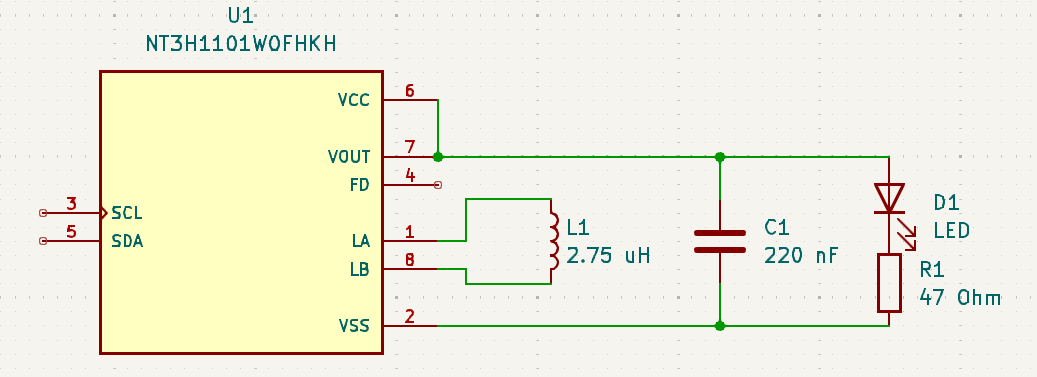 U1
NT3H1101W0FHKH
VCC 6
VOUT 7
FD 4
3 SCL
5 SDA
LA 1
LB 8
VSS 2
L1
2.75 uH
C1
220 nF
D1
LED
R1
47 Ohm